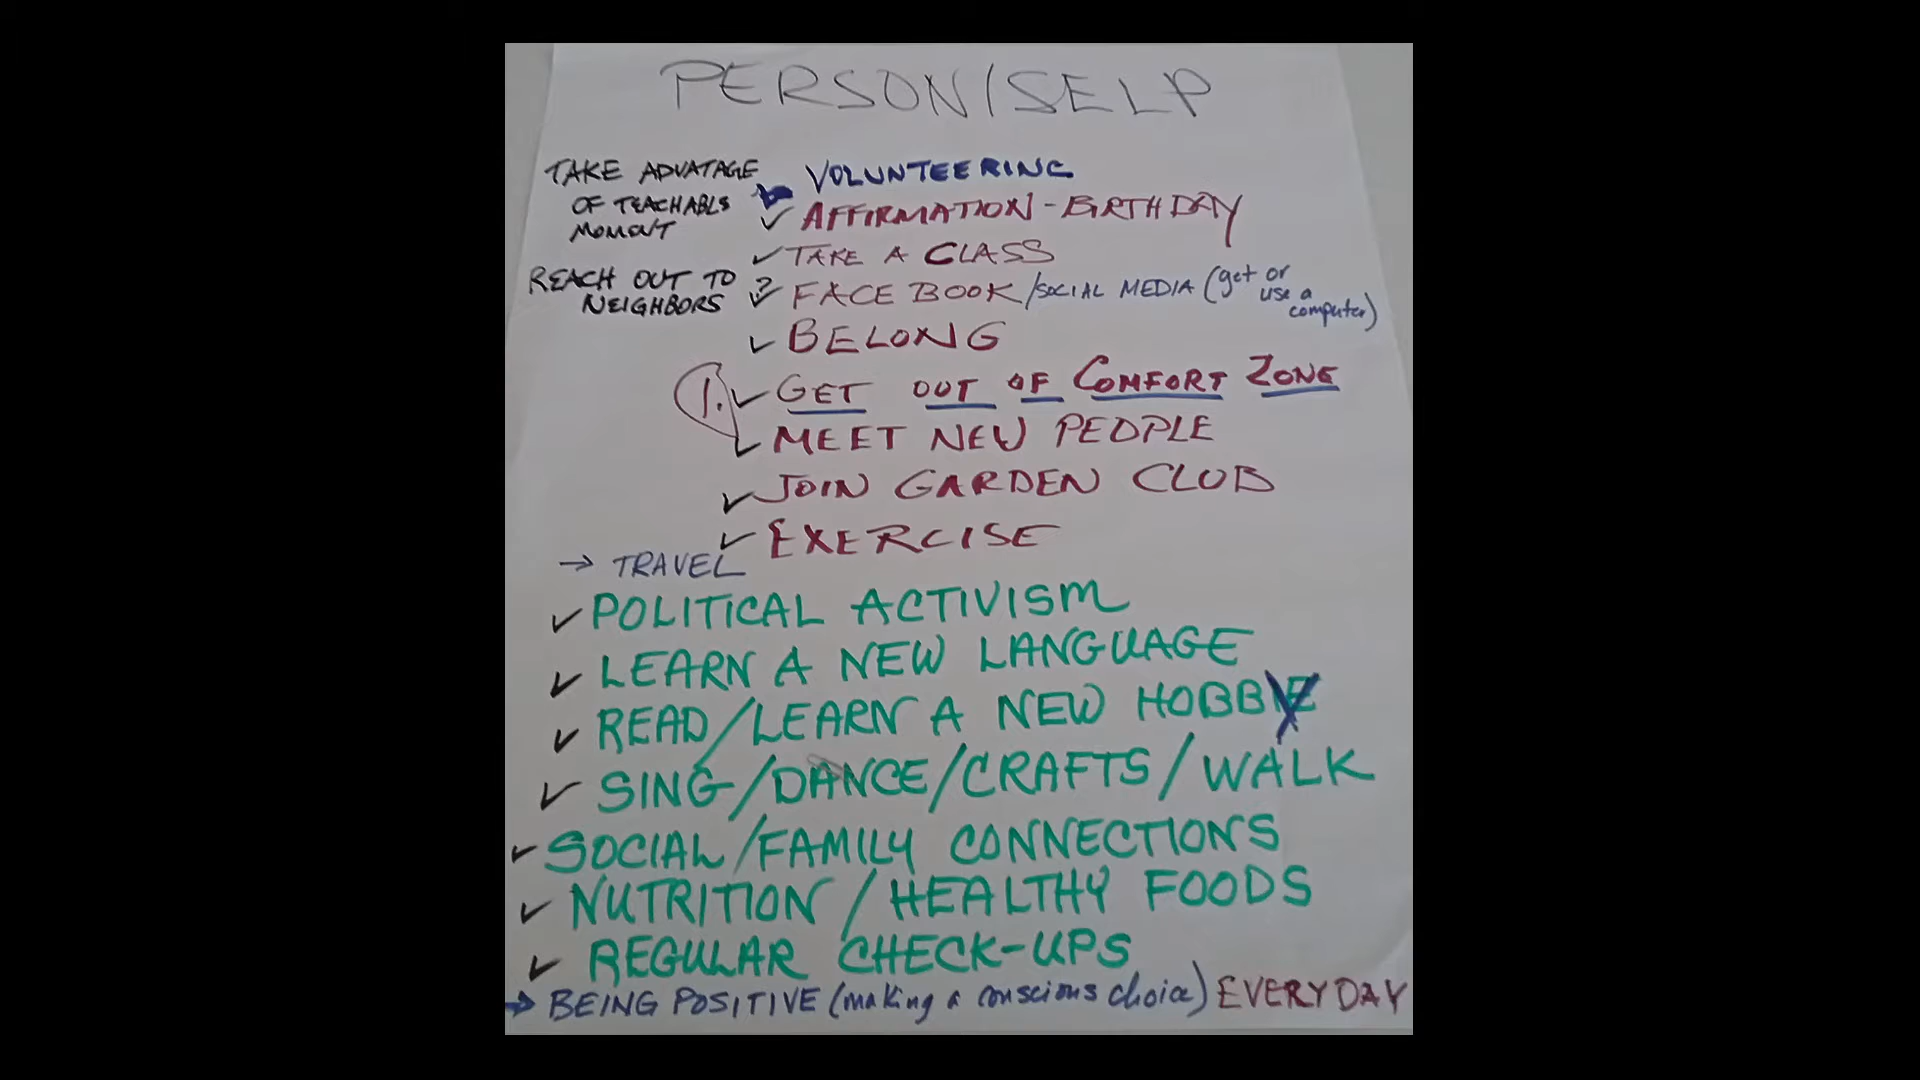 PERSON/SELP
TAKE ADVATAGE
OF TEACHABLS
MOMENT
REACH OUT TO
NEIGHBORS
VOLUNTEERING
✓ AFFIRMATION - BIRTHDAY
✓ TAKE A CLASS
? ✓ FACE BOOK/SOCIAL MEDIA (get or use a computer)
✓ BELONG
1. ✓ GET OUT OF COMFORT ZONE
✓ MEET NEW PEOPLE
✓ JOIN GARDEN CLUB
✓ EXERCISE
→ TRAVEL
✓ POLITICAL ACTIVISM
✓ LEARN A NEW LANGUAGE
✓ READ/LEARN A NEW HOBBY
✓ SING/DANCE/CRAFTS/WALK
✓ SOCIAL/FAMILY CONNECTIONS
✓ NUTRITION/HEALTHY FOODS
✓ REGULAR CHECK-UPS
→ BEING POSITIVE (making a conscious choice) EVERYDAY